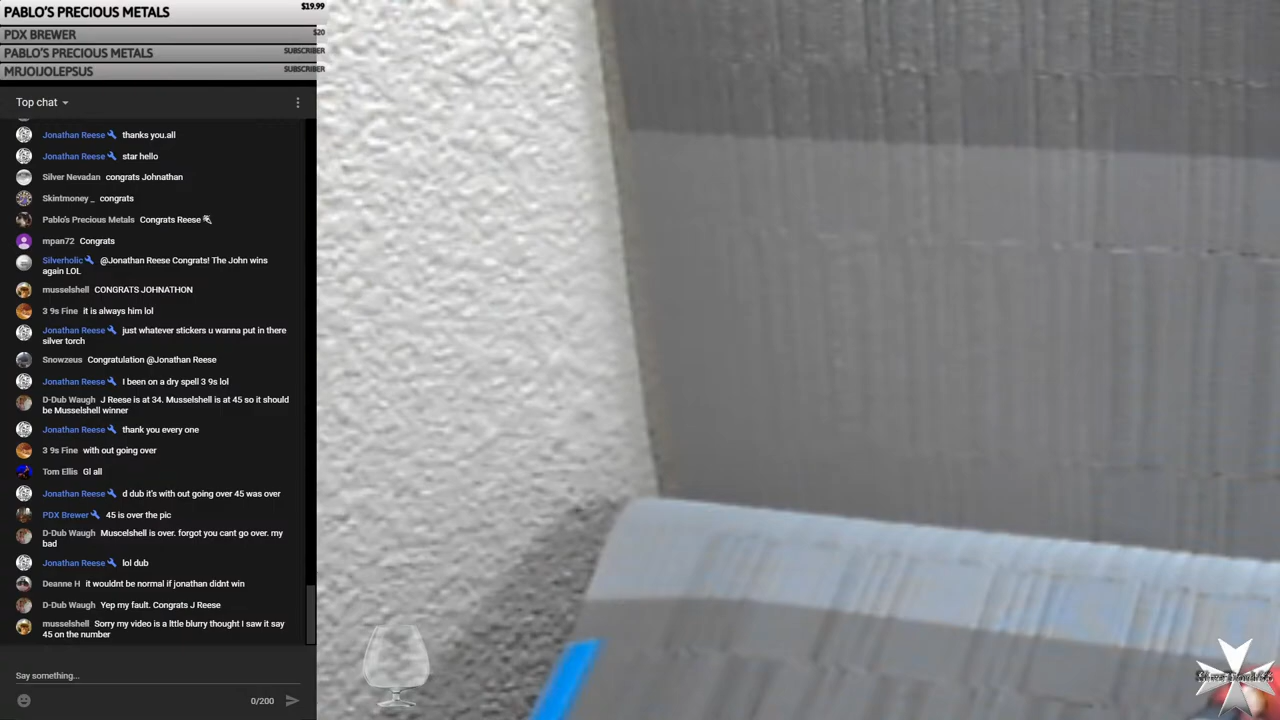 PABLO'S PRECIOUS METALS $19.99
PDX BREWER $20
PABLO'S PRECIOUS METALS SUBSCRIBER
MRJOIJOLEPSUS SUBSCRIBER
Top chat
Jonathan Reese thanks you.all
Jonathan Reese star hello
Silver Nevadan congrats Johnathan
Skintmoney _ congrats
Pablo's Precious Metals Congrats Reese
mpan72 Congrats
Silverholic @Jonathan Reese Congrats! The John wins
again LOL
musselshell CONGRATS JOHNATHON
3 9s Fine it is always him lol
Jonathan Reese just whatever stickers u wanna put in there
silver torch
Snowzeus Congratulation @Jonathan Reese
Jonathan Reese I been on a dry spell 3 9s lol
D-Dub Waugh J Reese is at 34. Musselshell is at 45 so it should
be Musselshell winner
Jonathan Reese thank you every one
3 9s Fine with out going over
Tom Ellis Gl all
Jonathan Reese d dub it's with out going over 45 was over
PDX Brewer 45 is over the pic
D-Dub Waugh Muscelshell is over. forgot you cant go over. my
bad
Jonathan Reese lol dub
Deanne H it wouldnt be normal if jonathan didnt win
D-Dub Waugh Yep my fault. Congrats J Reese
musselshell Sorry my video is a lttle blurry thought I saw it say
45 on the number
Say something...
0/200